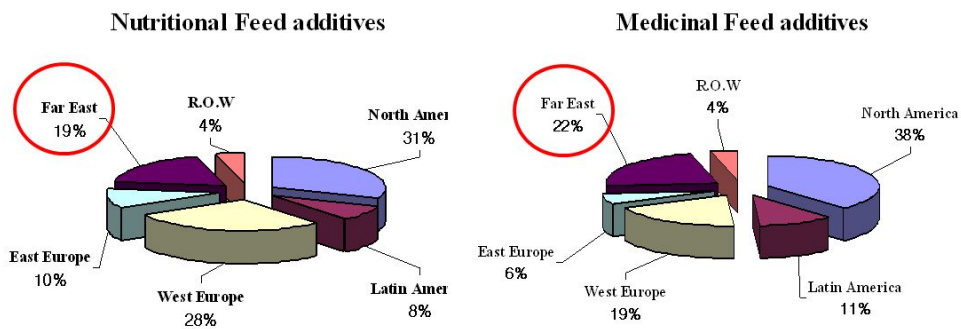 Nutritional Feed additives
Far East
19%
R.O.W
4%
North Amer
31%
East Europe
10%
West Europe
28%
Latin Amer
8%
Medicinal Feed additives
Far East
22%
R.O.W
4%
North America
38%
East Europe
6%
West Europe
19%
Latin America
11%